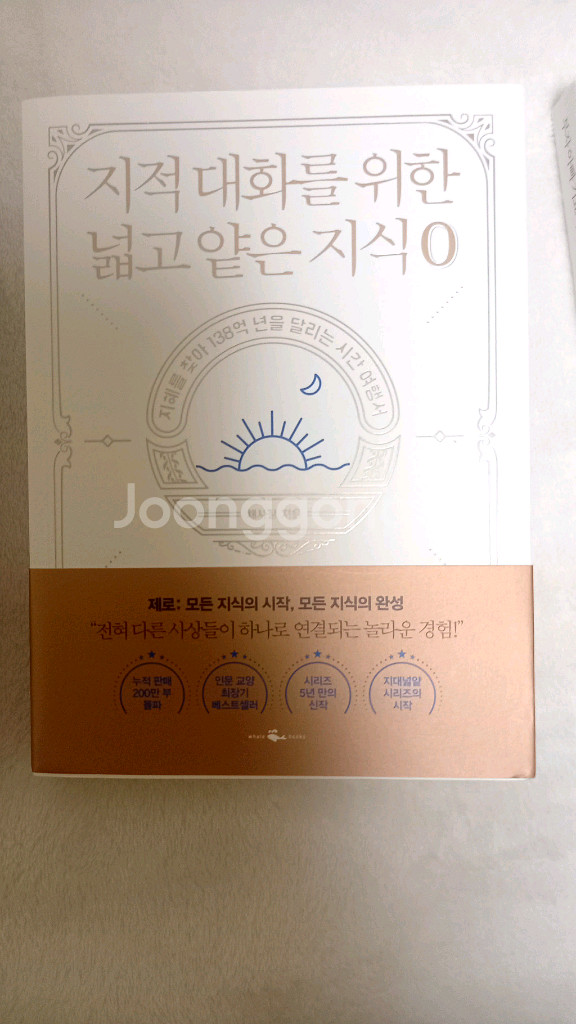 지적 대화를 위한
넓고 얕은 지식 0
지혜를 찾아 138억 년을 달리는 시간 여행서
Joonggo
제로: 모든 지식의 시작, 모든 지식의 완성
“전혀 다른 사상들이 하나로 연결되는 놀라운 경험!”
누적 판매
200만 부
돌파
인문 교양
최장기
베스트셀러
시리즈
5년 만의
신작
지대넓얕
시리즈의
시작
WHALE BOOKS